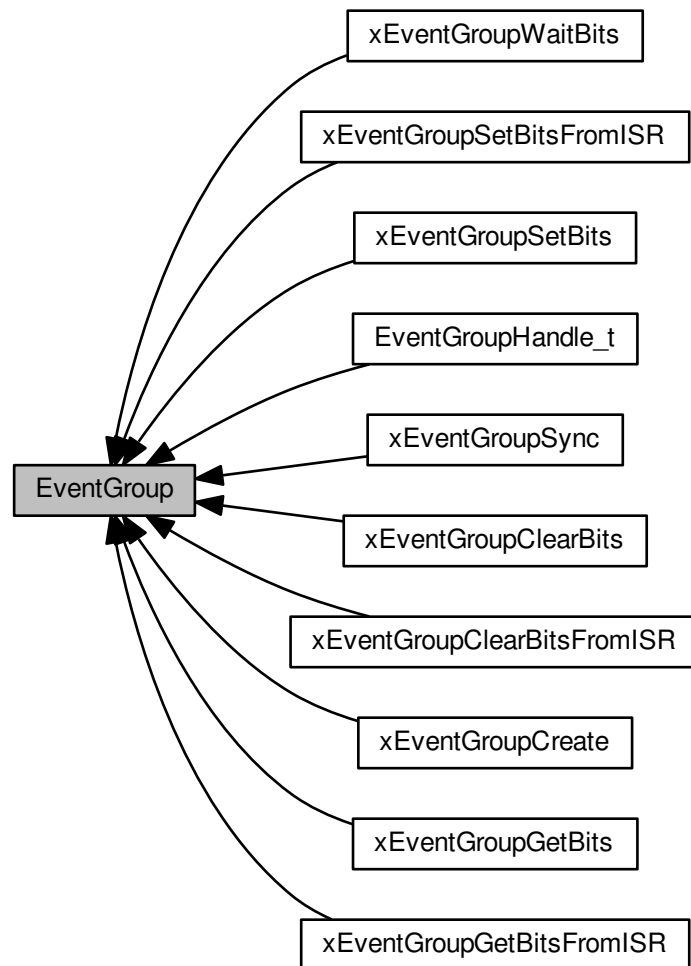 xEventGroupWaitBits
xEventGroupSetBitsFromISR
xEventGroupSetBits
EventGroupHandle_t
xEventGroupSync
EventGroup
xEventGroupClearBits
xEventGroupClearBitsFromISR
xEventGroupCreate
xEventGroupGetBits
xEventGroupGetBitsFromISR